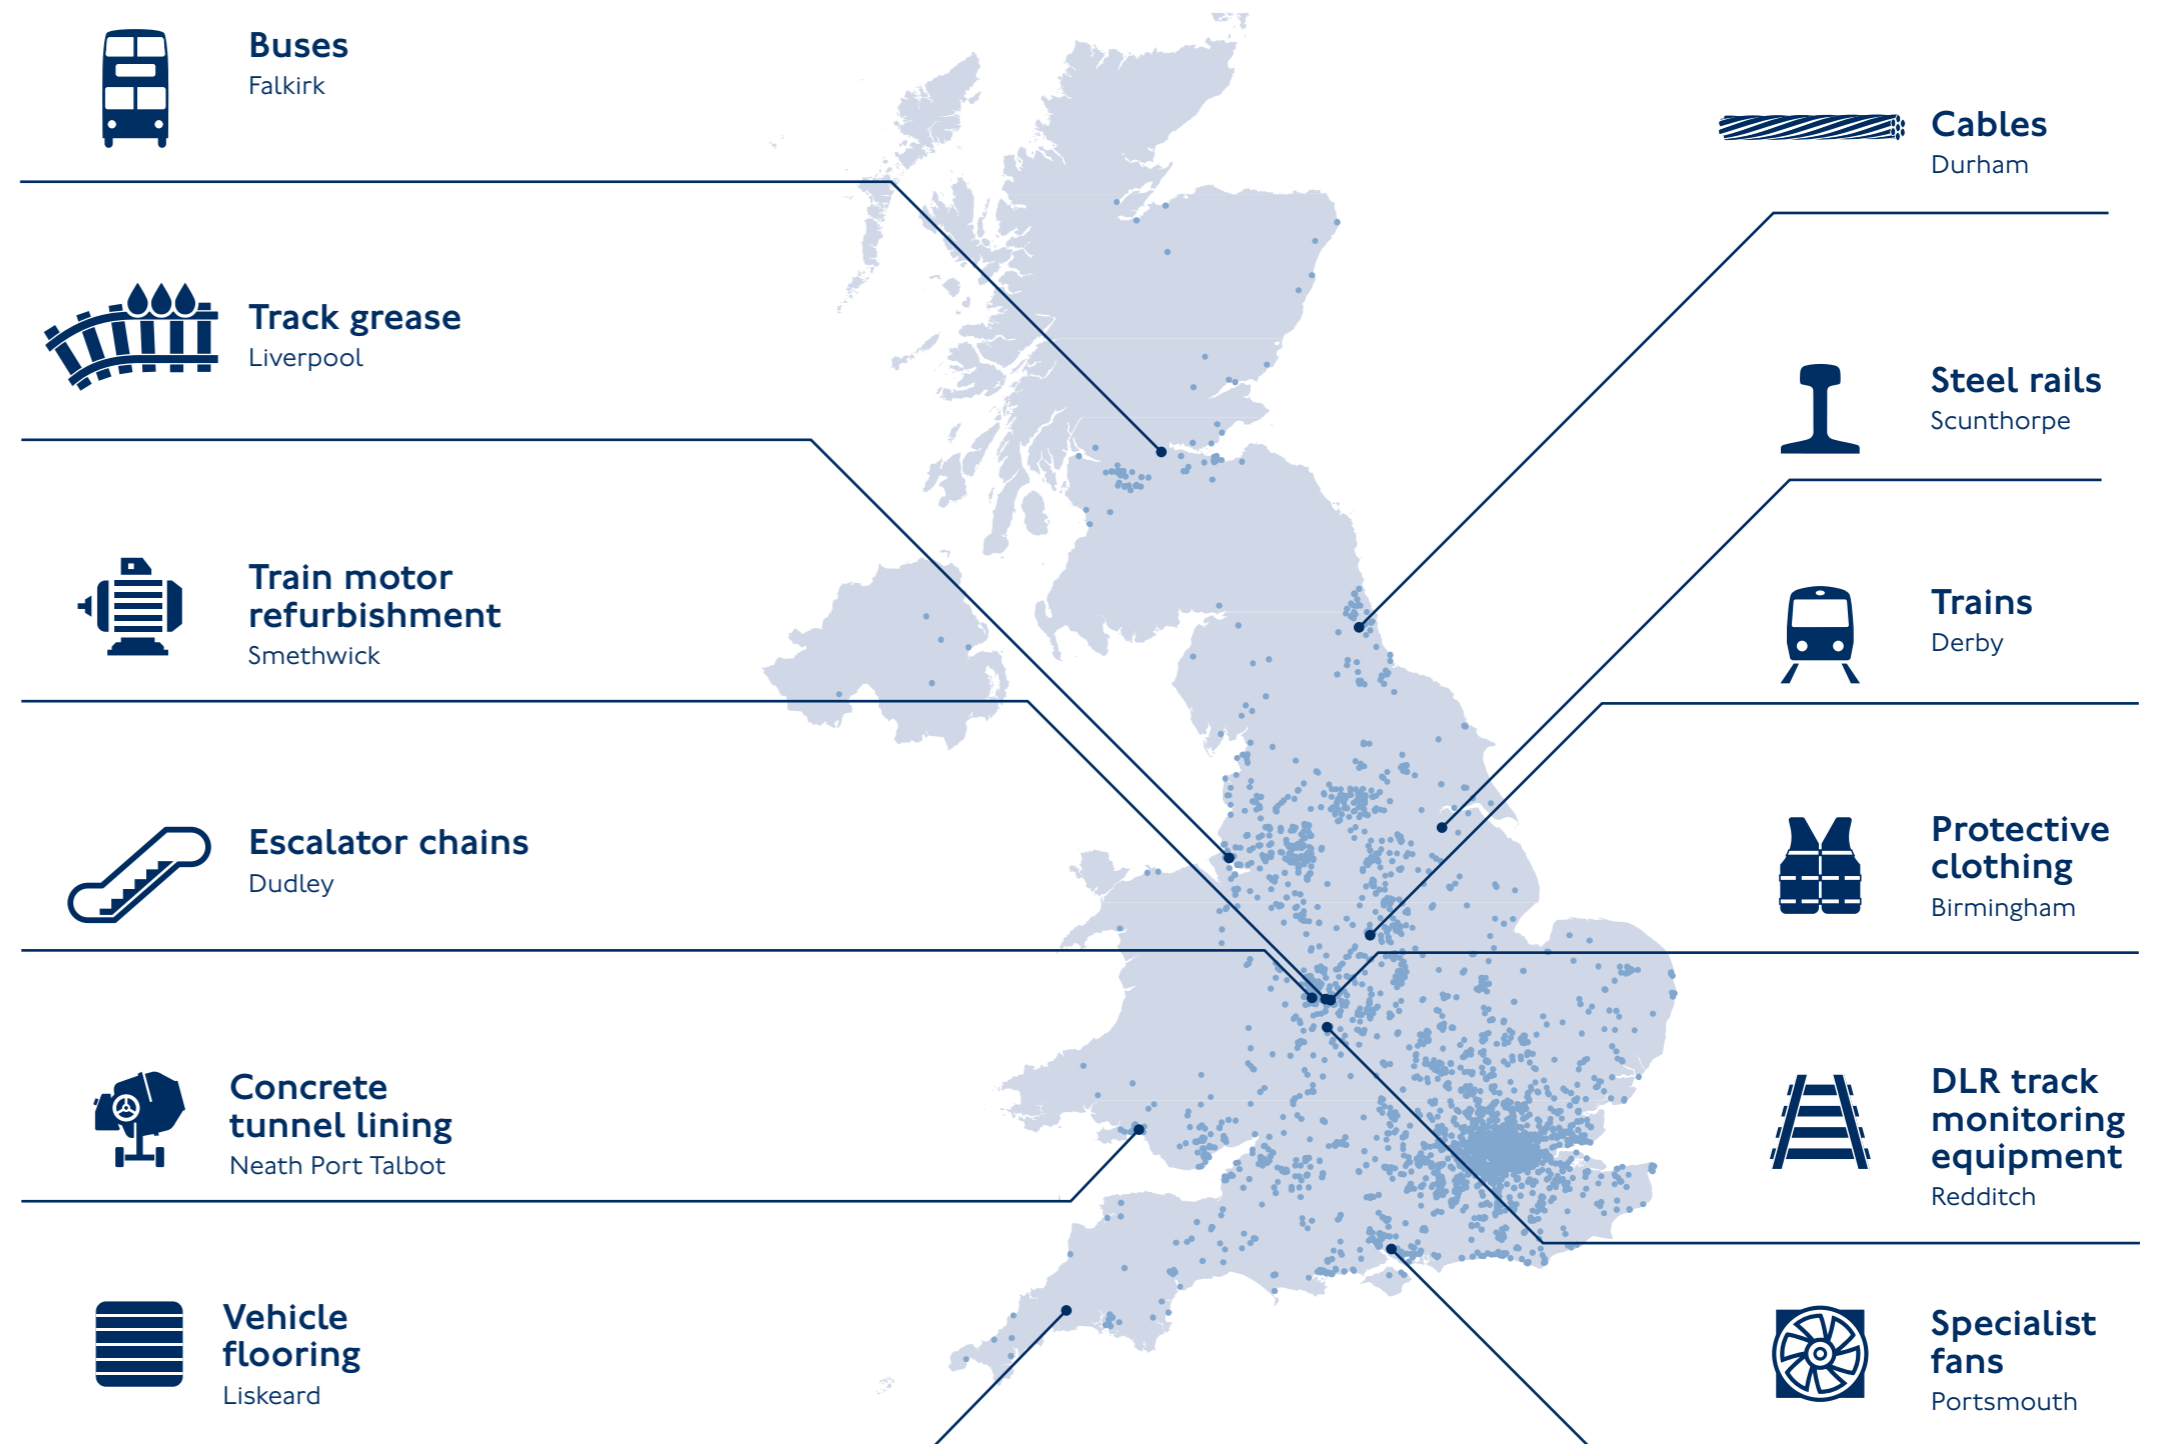 Buses
Falkirk
Track grease
Liverpool
Train motor
refurbishment
Smethwick
Escalator chains
Dudley
Concrete
tunnel lining
Neath Port Talbot
Vehicle
flooring
Liskeard
Cables
Durham
Steel rails
Scunthorpe
Trains
Derby
Protective
clothing
Birmingham
DLR track
monitoring
equipment
Redditch
Specialist
fans
Portsmouth